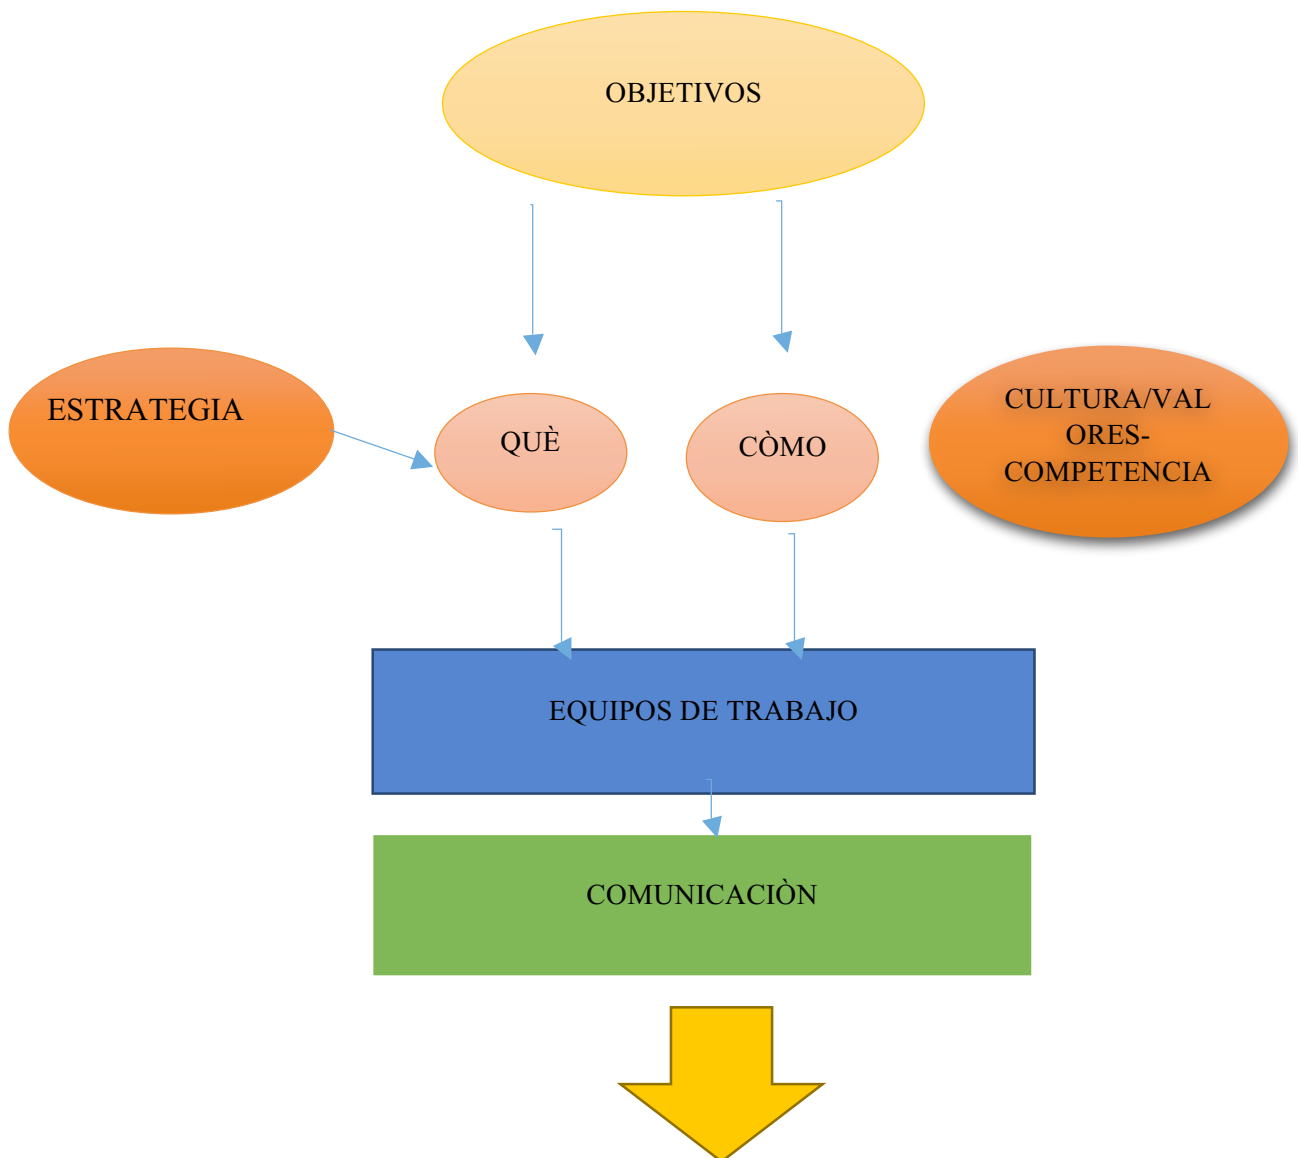 OBJETIVOS
ESTRATEGIA
QUÈ
CÒMO
CULTURA/VAL
ORES-
COMPETENCIA
EQUIPOS DE TRABAJO
COMUNICACIÒN